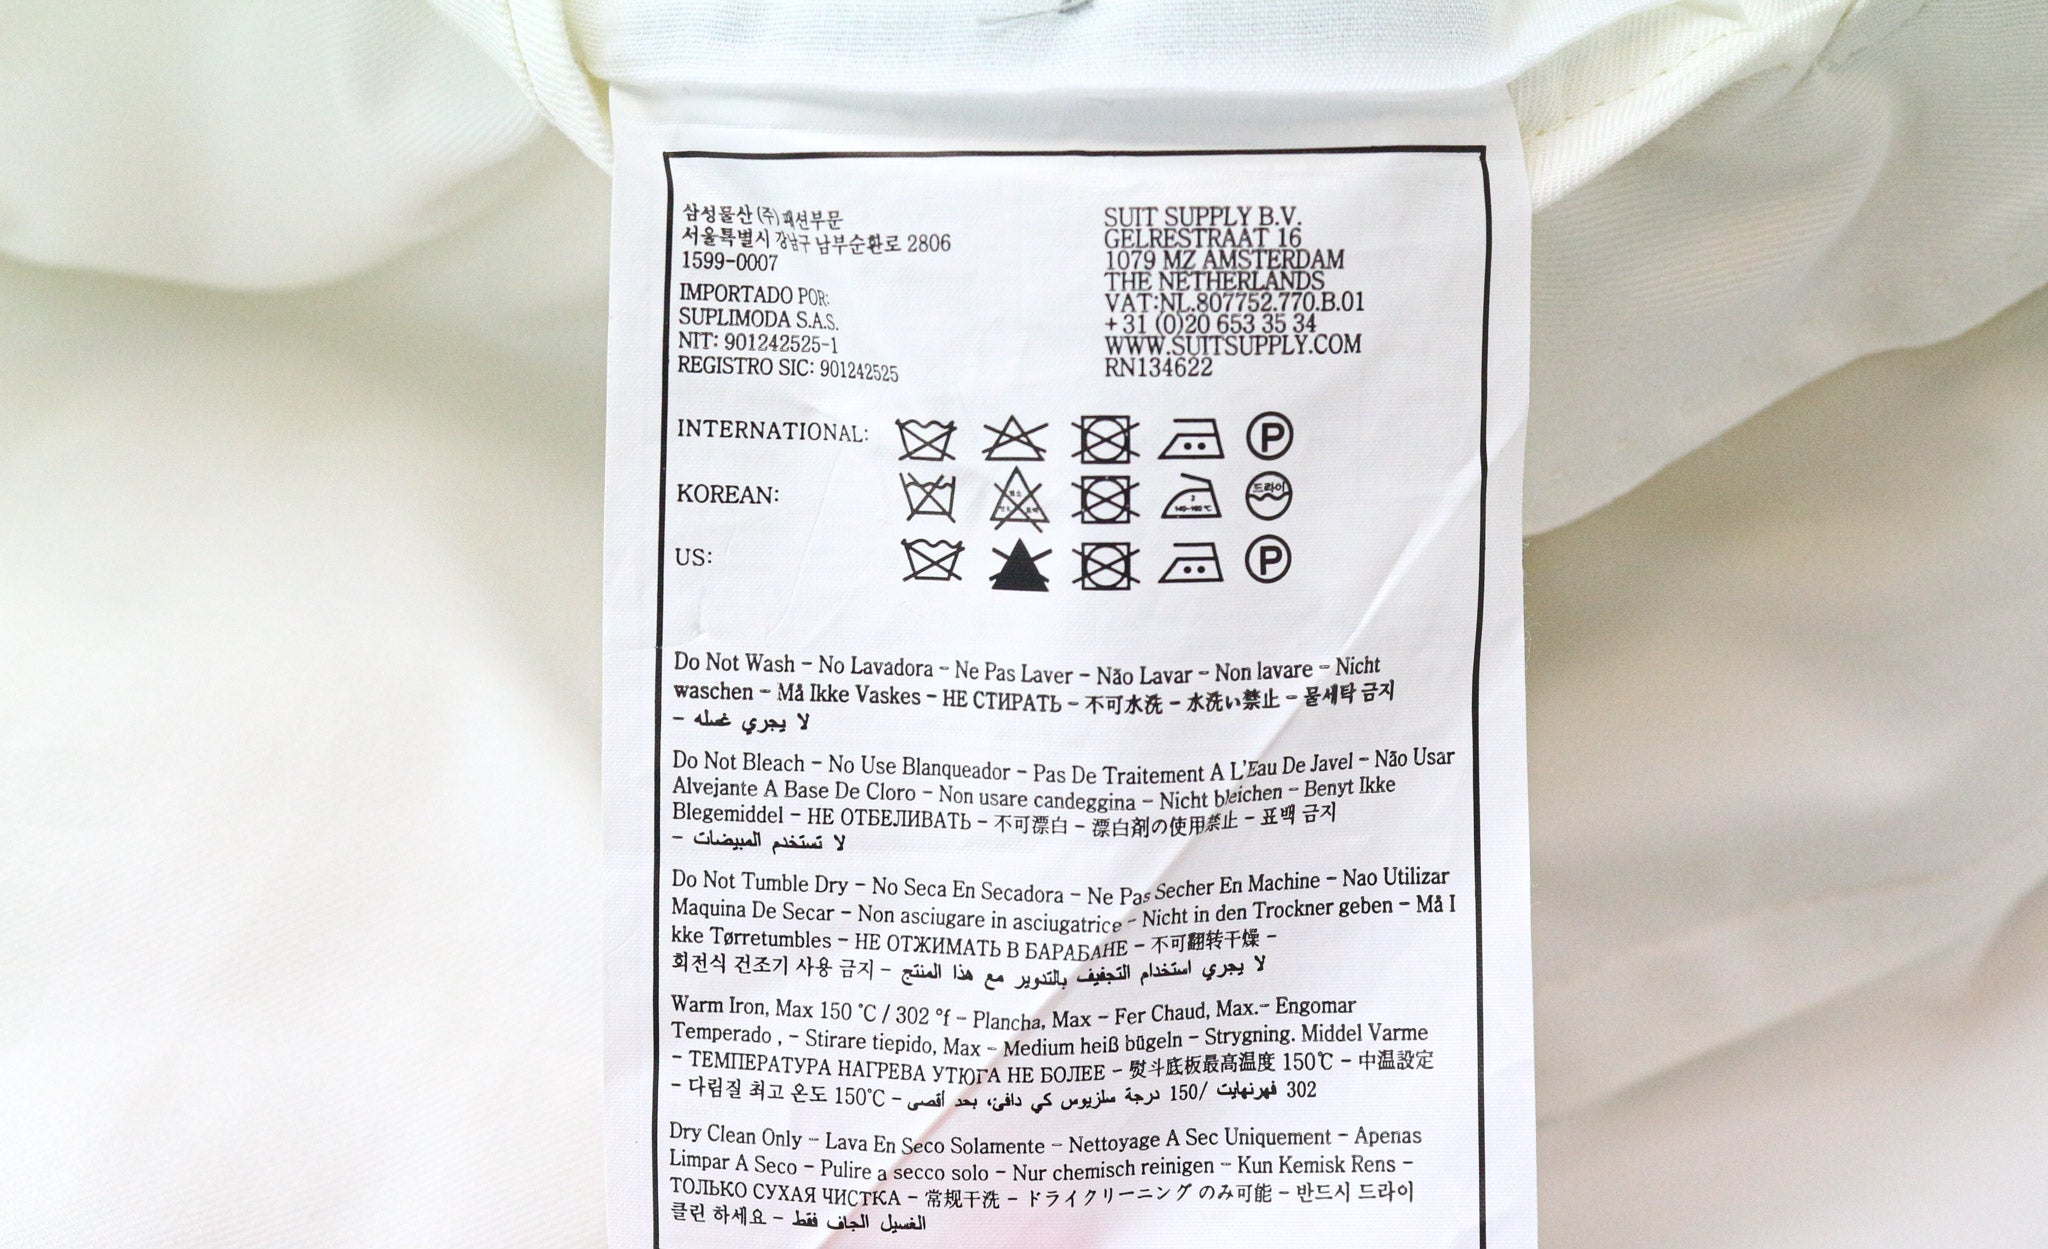 삼성물산 (주)패션부문
서울특별시 강남구 남부순환로 2806
1599-0007
IMPORTADO POR:
SUPLIMODA S.A.S.
NIT: 901242525-1
REGISTRO SIC: 901242525
SUIT SUPPLY B.V.
GELRESTRAAT 16
1079 MZ AMSTERDAM
THE NETHERLANDS
VAT:NL.807752.770.B.01
+31 (0)20 653 35 34
WWW.SUITSUPPLY.COM
RN134622
INTERNATIONAL:
P
KOREAN:
2
140~160 ℃
드라이
US:
P
Do Not Wash - No Lavadora - Ne Pas Laver - Não Lavar - Non lavare - Nicht
waschen - Må Ikke Vaskes - НЕ СТИРАТЬ - 不可水洗 - 水洗い禁止 - 물세탁 금지
- لا يجري غسله
Do Not Bleach - No Use Blanqueador - Pas De Traitement A L'Eau De Javel - Não Usar
Alvejante A Base De Cloro - Non usare candeggina - Nicht bleichen - Benyt Ikke
Blegemiddel - НЕ ОТБЕЛИВАТЬ - 不可漂白 - 漂白剤の使用禁止 - 표백 금지
- لا تستخدم المبيضات
Do Not Tumble Dry - No Seca En Secadora - Ne Pas Secher En Machine - Nao Utilizar
Maquina De Secar - Non asciugare in asciugatrice - Nicht in den Trockner geben - Må I
kke Tørretumbles - НЕ ОТЖИМАТЬ В БАРАБАНЕ - 不可翻转干燥 -
회전식 건조기 사용 금지 - لا يجري استخدام التجفيف بالتدوير مع هذا المنتج
Warm Iron, Max 150 °C / 302 °f - Plancha, Max - Fer Chaud, Max.- Engomar
Temperado , - Stirare tiepido, Max - Medium heiß bügeln - Strygning. Middel Varme
- ТЕМПЕРАТУРА НАГРЕВА УТЮГА НЕ БОЛЕЕ - 熨斗底板最高温度 150℃ - 中温設定
- 다림질 최고 온도 150℃ - 302 فهرنهايت /150 درجة سلزيوس كي دافئ، بحد أقصى
Dry Clean Only - Lava En Seco Solamente - Nettoyage A Sec Uniquement - Apenas
Limpar A Seco - Pulire a secco solo - Nur chemisch reinigen - Kun Kemisk Rens -
ТОЛЬКО СУХАЯ ЧИСТКА - 常规干洗 - ドライクリーニング のみ可能 - 반드시 드라이
클린 하세요 - الغسيل الجاف فقط